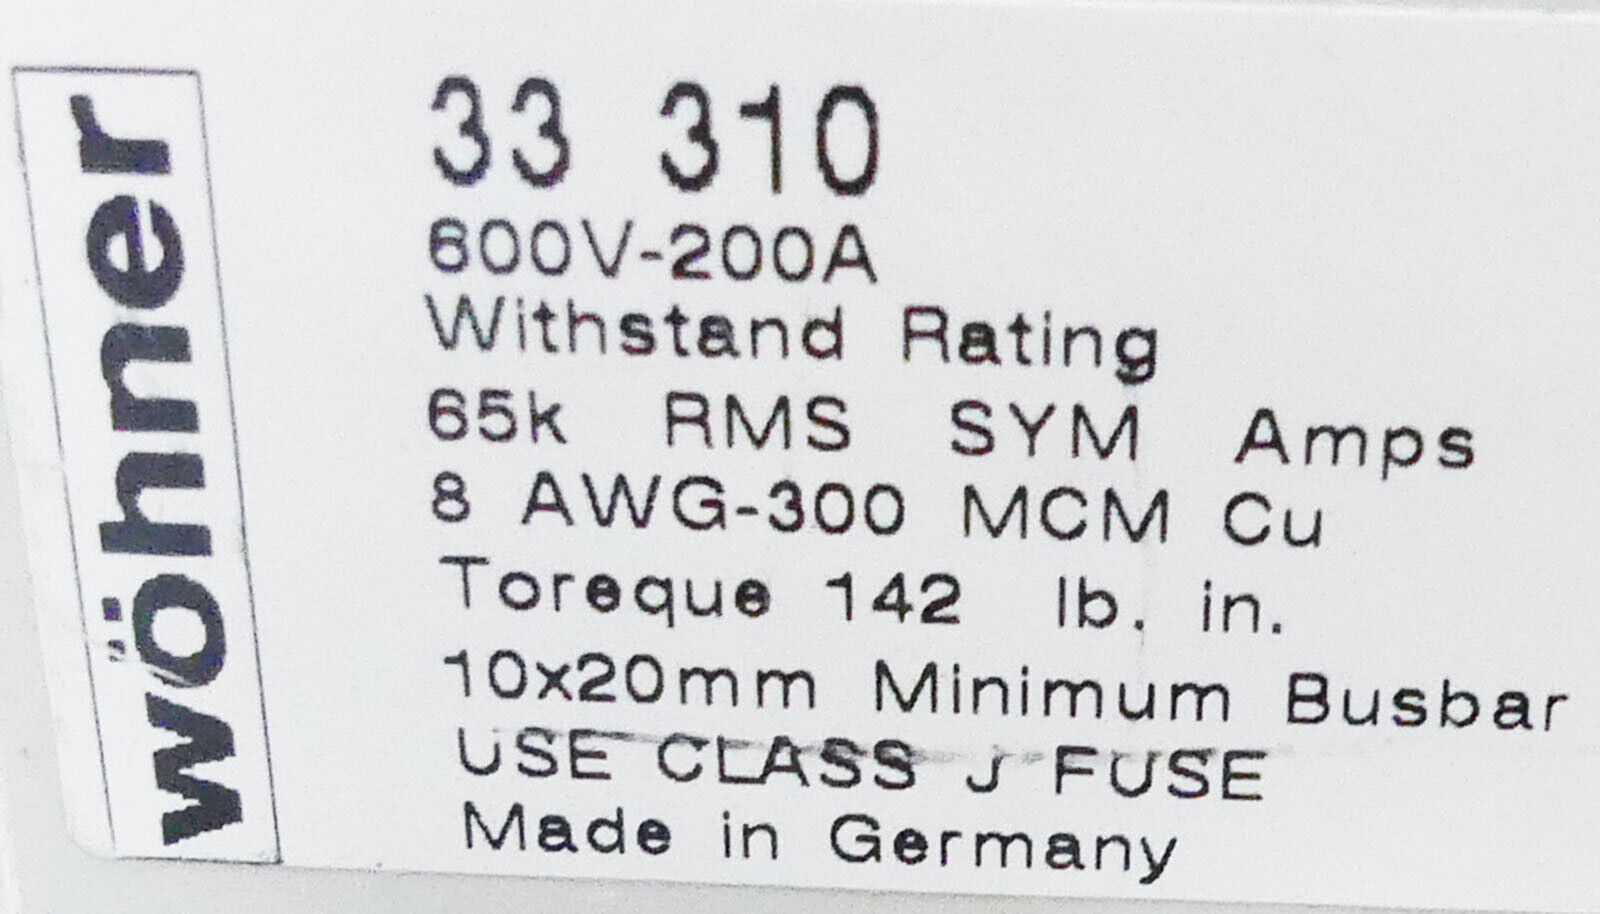 wöhner
33 310
600V-200A
Withstand Rating
65k RMS SYM Amps
8 AWG-300 MCM Cu
Toreque 142 lb. in.
10x20mm Minimum Busbar
USE CLASS J FUSE
Made in Germany